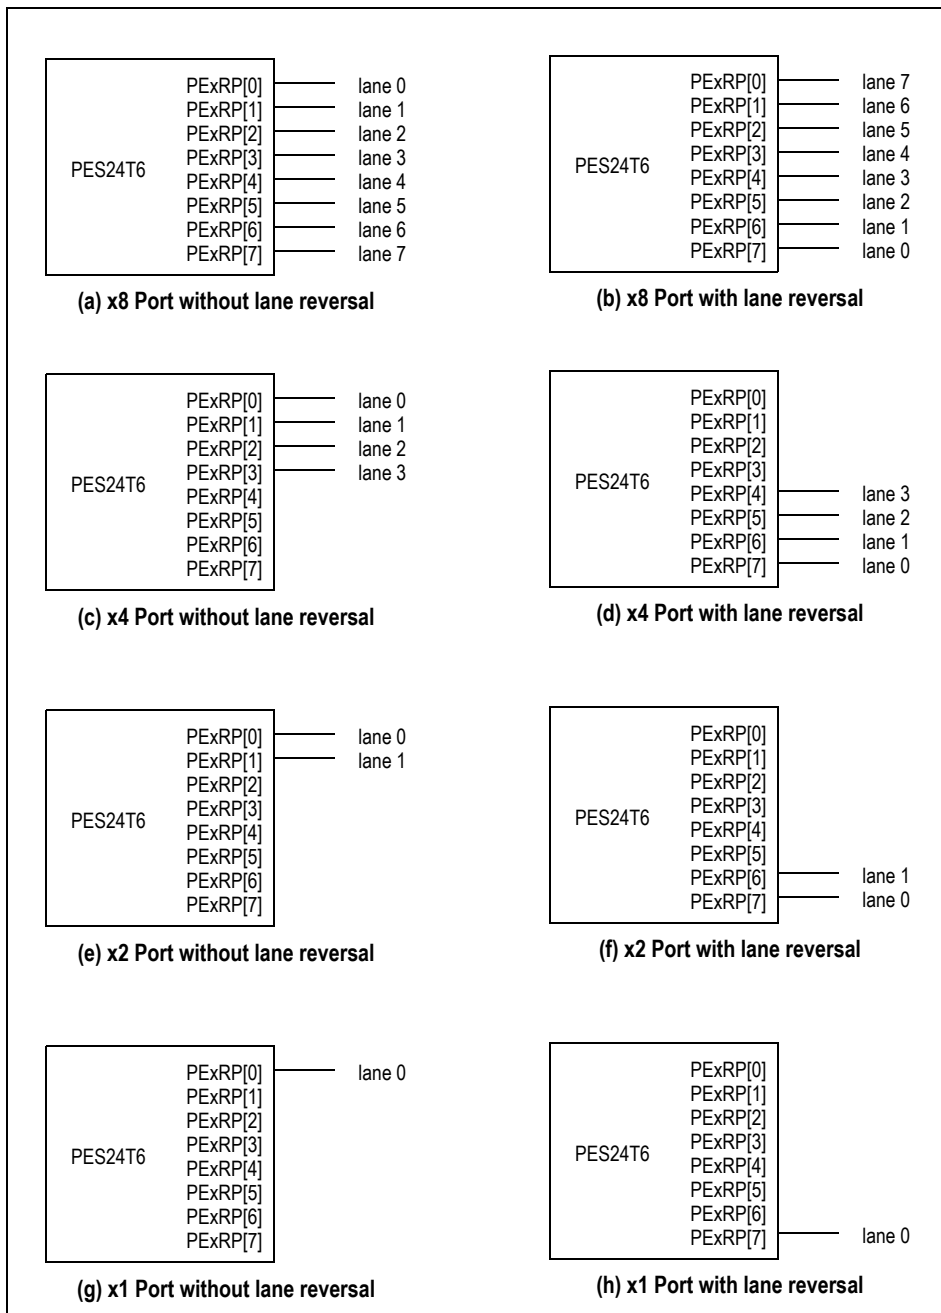 PExRP[0] lane 0
PExRP[1] lane 1
PExRP[2] lane 2
PExRP[3] lane 3
PES24T6
PExRP[4] lane 4
PExRP[5] lane 5
PExRP[6] lane 6
PExRP[7] lane 7
(a) x8 Port without lane reversal
PExRP[0] lane 7
PExRP[1] lane 6
PExRP[2] lane 5
PExRP[3] lane 4
PES24T6
PExRP[4] lane 3
PExRP[5] lane 2
PExRP[6] lane 1
PExRP[7] lane 0
(b) x8 Port with lane reversal
PExRP[0] lane 0
PExRP[1] lane 1
PExRP[2] lane 2
PExRP[3] lane 3
PES24T6
PExRP[4]
PExRP[5]
PExRP[6]
PExRP[7]
(c) x4 Port without lane reversal
PExRP[0]
PExRP[1]
PExRP[2]
PExRP[3]
PES24T6
PExRP[4] lane 3
PExRP[5] lane 2
PExRP[6] lane 1
PExRP[7] lane 0
(d) x4 Port with lane reversal
PExRP[0] lane 0
PExRP[1] lane 1
PExRP[2]
PExRP[3]
PES24T6
PExRP[4]
PExRP[5]
PExRP[6]
PExRP[7]
(e) x2 Port without lane reversal
PExRP[0]
PExRP[1]
PExRP[2]
PExRP[3]
PES24T6
PExRP[4]
PExRP[5]
PExRP[6] lane 1
PExRP[7] lane 0
(f) x2 Port with lane reversal
PExRP[0] lane 0
PExRP[1]
PExRP[2]
PExRP[3]
PES24T6
PExRP[4]
PExRP[5]
PExRP[6]
PExRP[7]
(g) x1 Port without lane reversal
PExRP[0]
PExRP[1]
PExRP[2]
PExRP[3]
PES24T6
PExRP[4]
PExRP[5]
PExRP[6]
PExRP[7] lane 0
(h) x1 Port with lane reversal